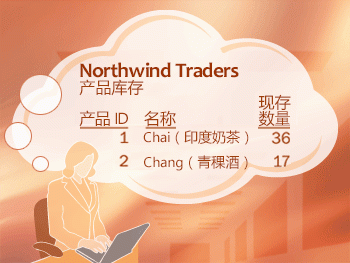 Northwind Traders
产品库存
产品 ID 名称 现存数量
1 Chai（印度奶茶） 36
2 Chang（青稞酒） 17